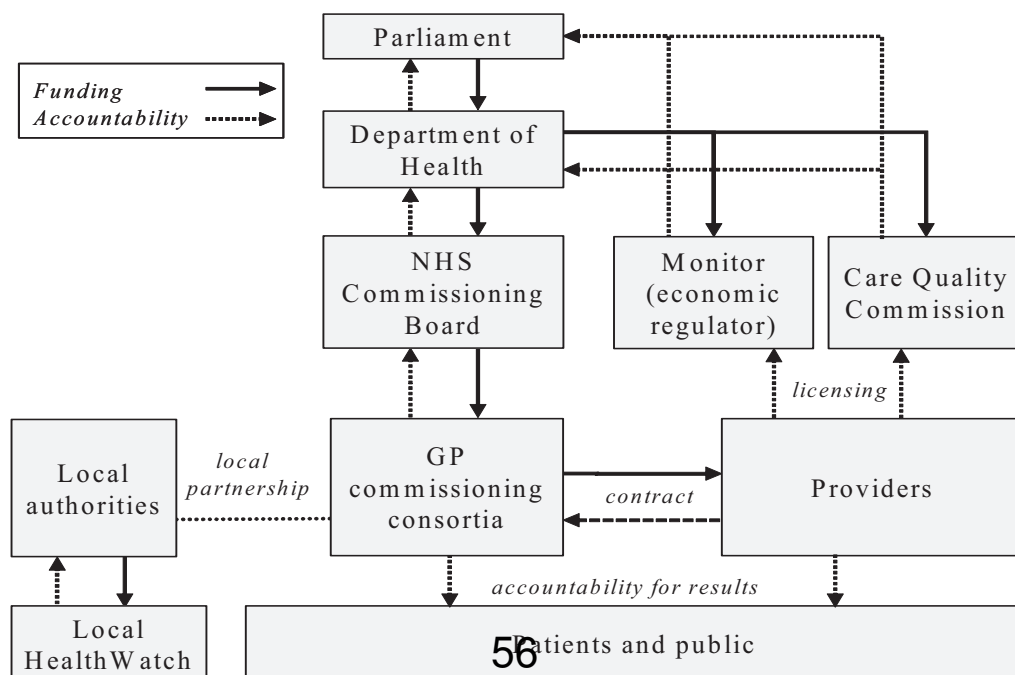 Parliament
Funding
Accountability
Department of
Health
NHS
Commissioning
Board
Monitor
(economic
regulator)
Care Quality
Commission
licensing
Local
authorities
local
partnership
GP
commissioning
consortia
contract
Providers
accountability for results
Local
HealthWatch
Patients and public
56